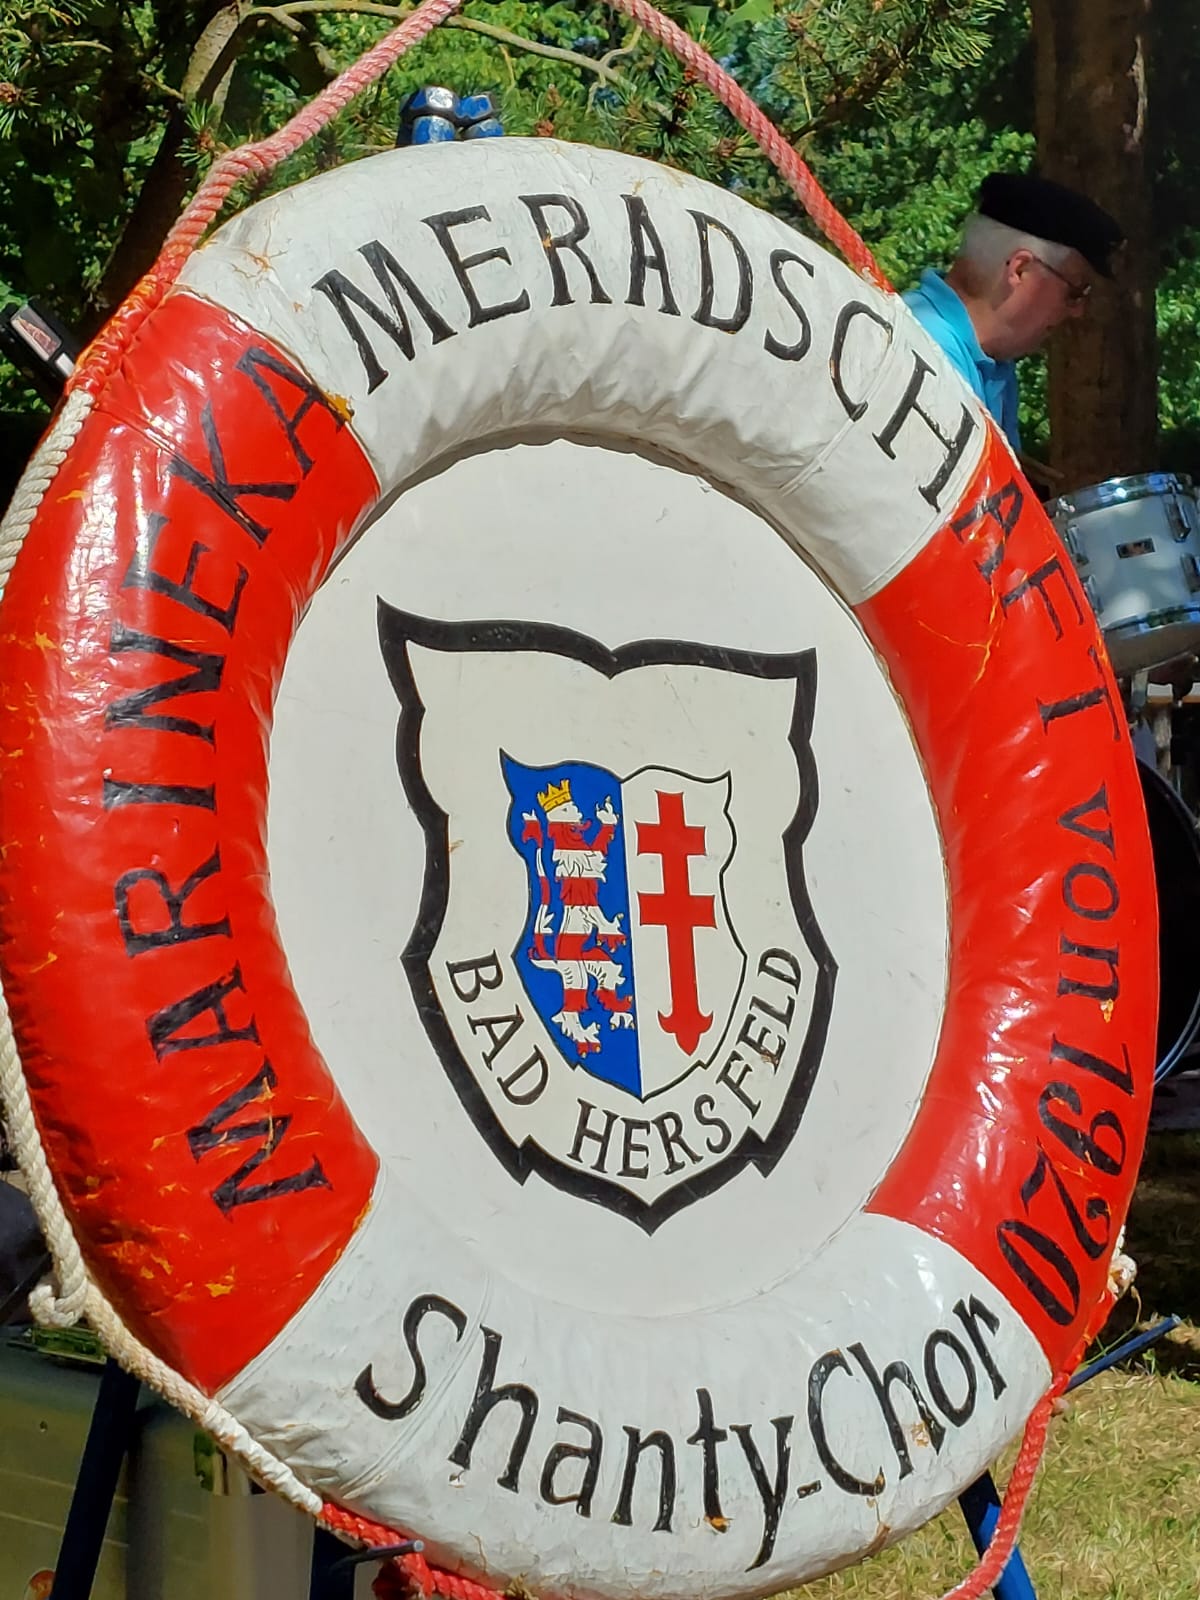 MARINEKAMERADSCHAFT von 1920
BAD HERSFELD
Shanty-Chor